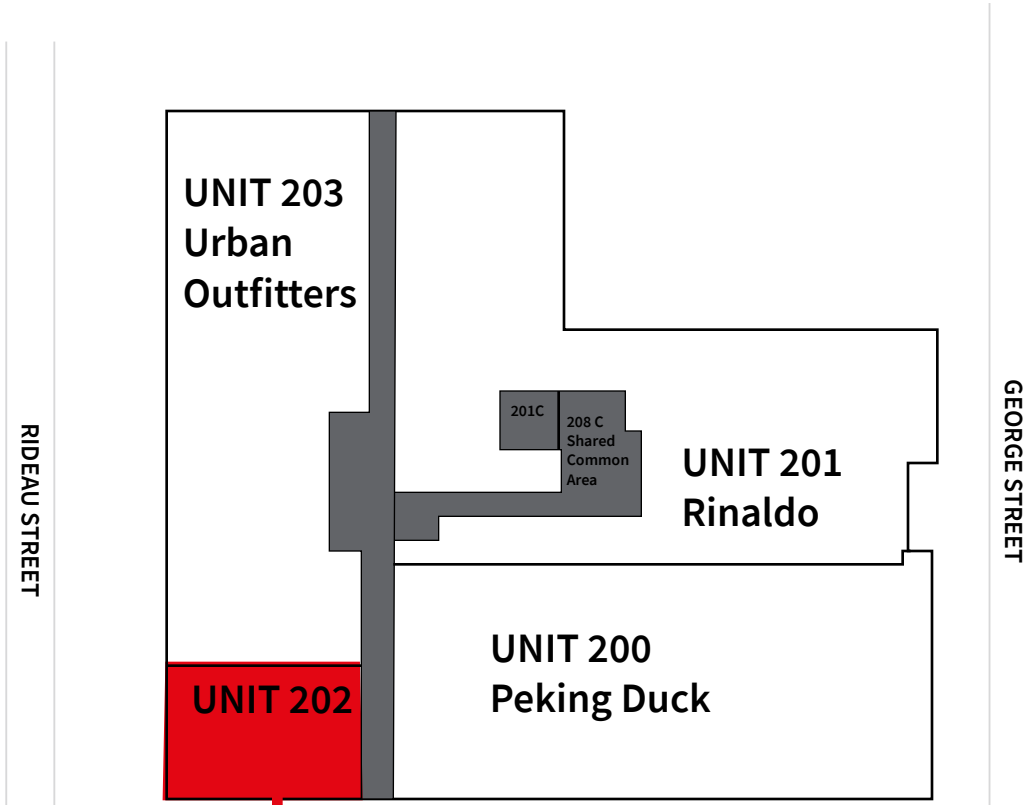 UNIT 203
Urban
Outfitters
201C
208 C
Shared
Common
Area
UNIT 201
Rinaldo
UNIT 200
Peking Duck
UNIT 202
RIDEAU STREET
GEORGE STREET